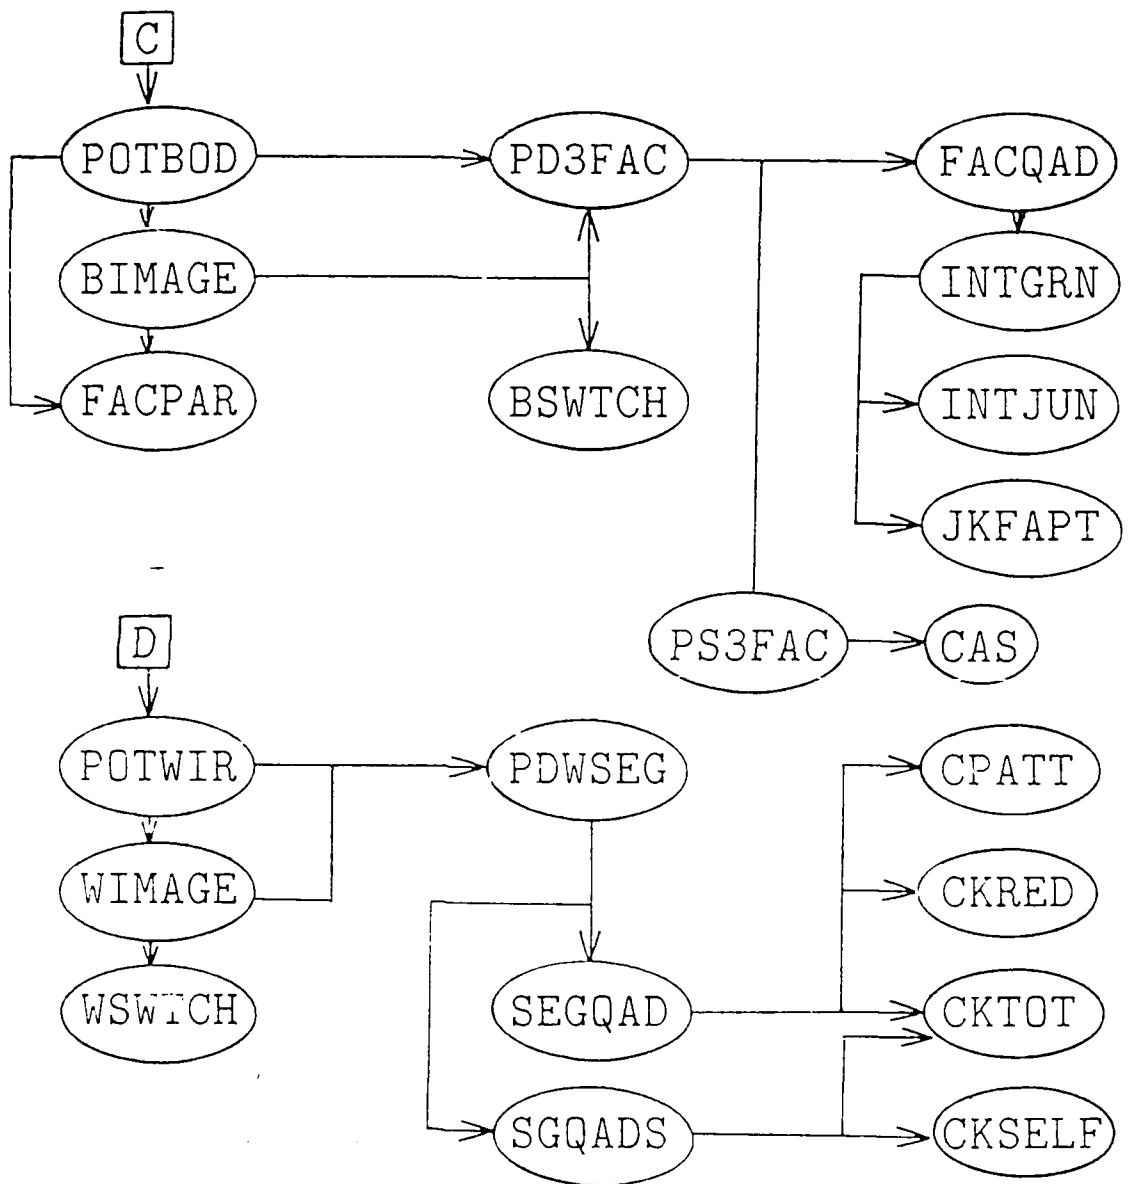 C
POTBOD
PD3FAC
FACQAD
BIMAGE
INTGRN
FACPAR
BSWTCH
INTJUN
JKFAPT
D
PS3FAC
CAS
POTWIR
PDWSEG
CPATT
WIMAGE
CKRED
WSWTCH
SEGQAD
CKTOT
SGQADS
CKSELF